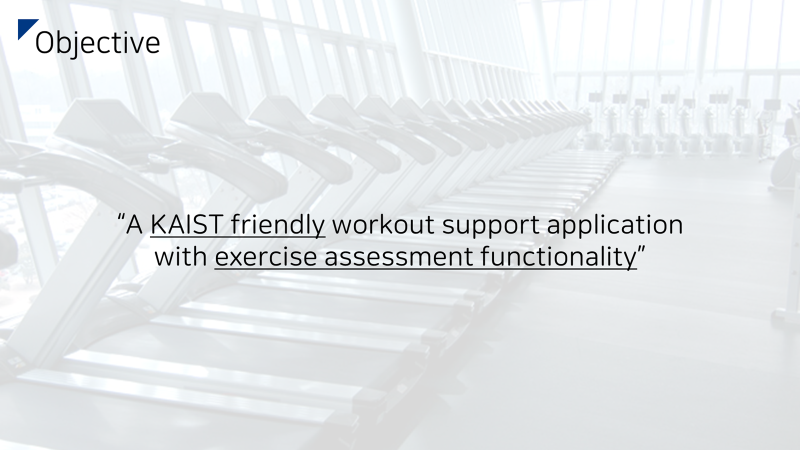 Objective
“A KAIST friendly workout support application
with exercise assessment functionality”